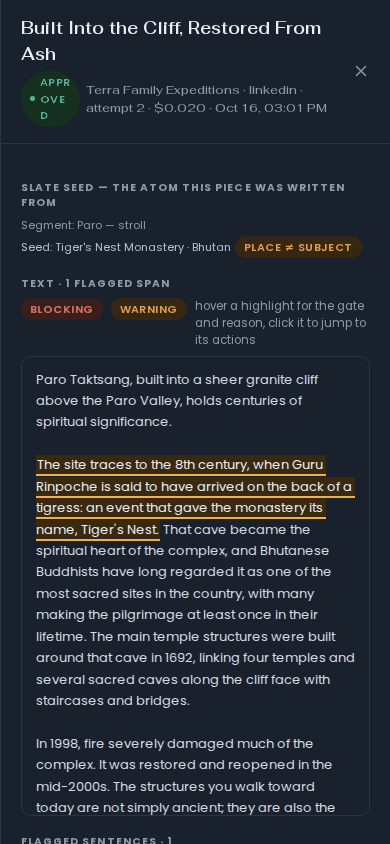 Built Into the Cliff, Restored From
Ash
APPR
OVE
D
Terra Family Expeditions · linkedin ·
attempt 2 · $0.020 · Oct 16, 03:01 PM
SLATE SEED — THE ATOM THIS PIECE WAS WRITTEN
FROM
Segment: Paro — stroll
Seed: Tiger's Nest Monastery · Bhutan PLACE ≠ SUBJECT
TEXT · 1 FLAGGED SPAN
BLOCKING WARNING hover a highlight for the gate
and reason, click it to jump to
its actions
Paro Taktsang, built into a sheer granite cliff
above the Paro Valley, holds centuries of
spiritual significance.
The site traces to the 8th century, when Guru
Rinpoche is said to have arrived on the back of a
tigress: an event that gave the monastery its
name, Tiger's Nest. That cave became the
spiritual heart of the complex, and Bhutanese
Buddhists have long regarded it as one of the
most sacred sites in the country, with many
making the pilgrimage at least once in their
lifetime. The main temple structures were built
around that cave in 1692, linking four temples and
several sacred caves along the cliff face with
staircases and bridges.
In 1998, fire severely damaged much of the
complex. It was restored and reopened in the
mid-2000s. The structures you walk toward
today are not simply ancient; they are also the
FLAGGED SENTENCES · 1